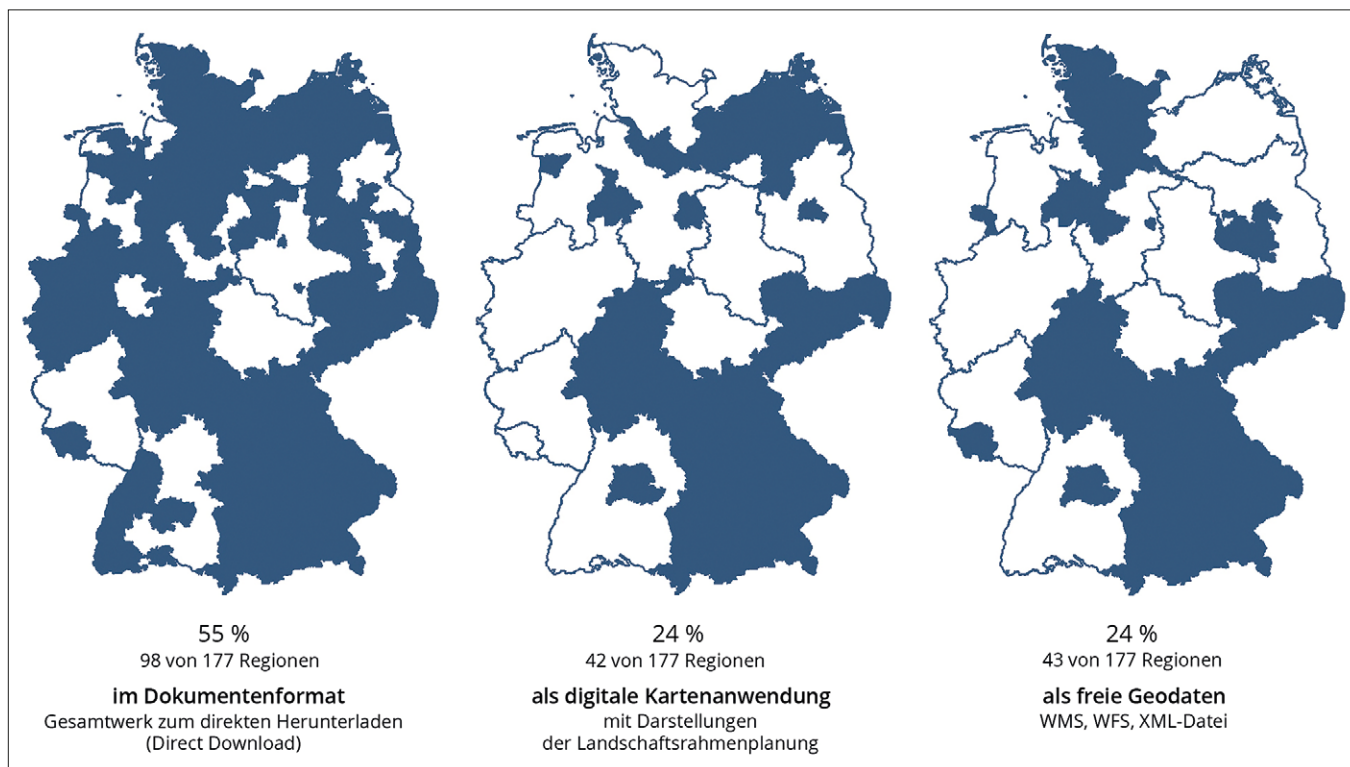 55 %
98 von 177 Regionen
im Dokumentenformat
Gesamtwerk zum direkten Herunterladen
(Direct Download)
24 %
42 von 177 Regionen
als digitale Kartenanwendung
mit Darstellungen
der Landschaftsrahmenplanung
24 %
43 von 177 Regionen
als freie Geodaten
WMS, WFS, XML-Datei